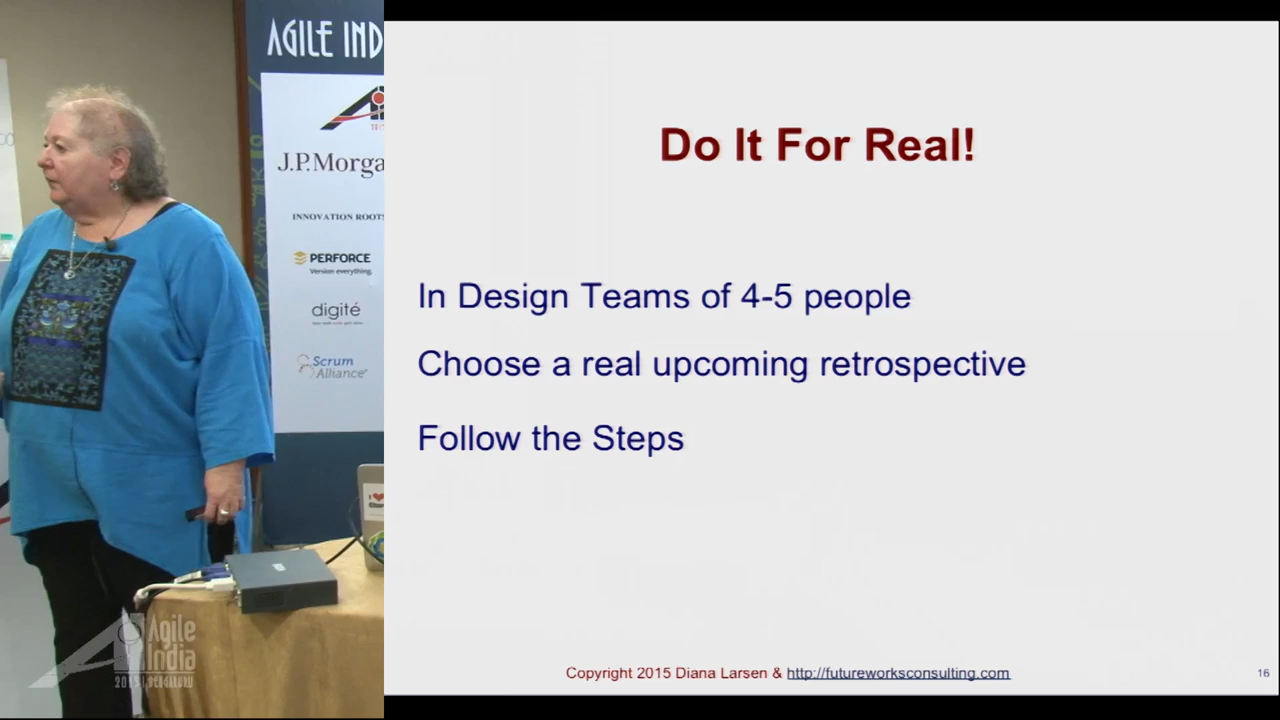 AGILE IND
J.P.Morga
INNOVATION ROOTS
PERFORCE
Version everything.
digité
Scrum
Alliance
Agile
India
2015 | BENGALURU
Do It For Real!
In Design Teams of 4-5 people
Choose a real upcoming retrospective
Follow the Steps
Copyright 2015 Diana Larsen & http://futureworksconsulting.com
16